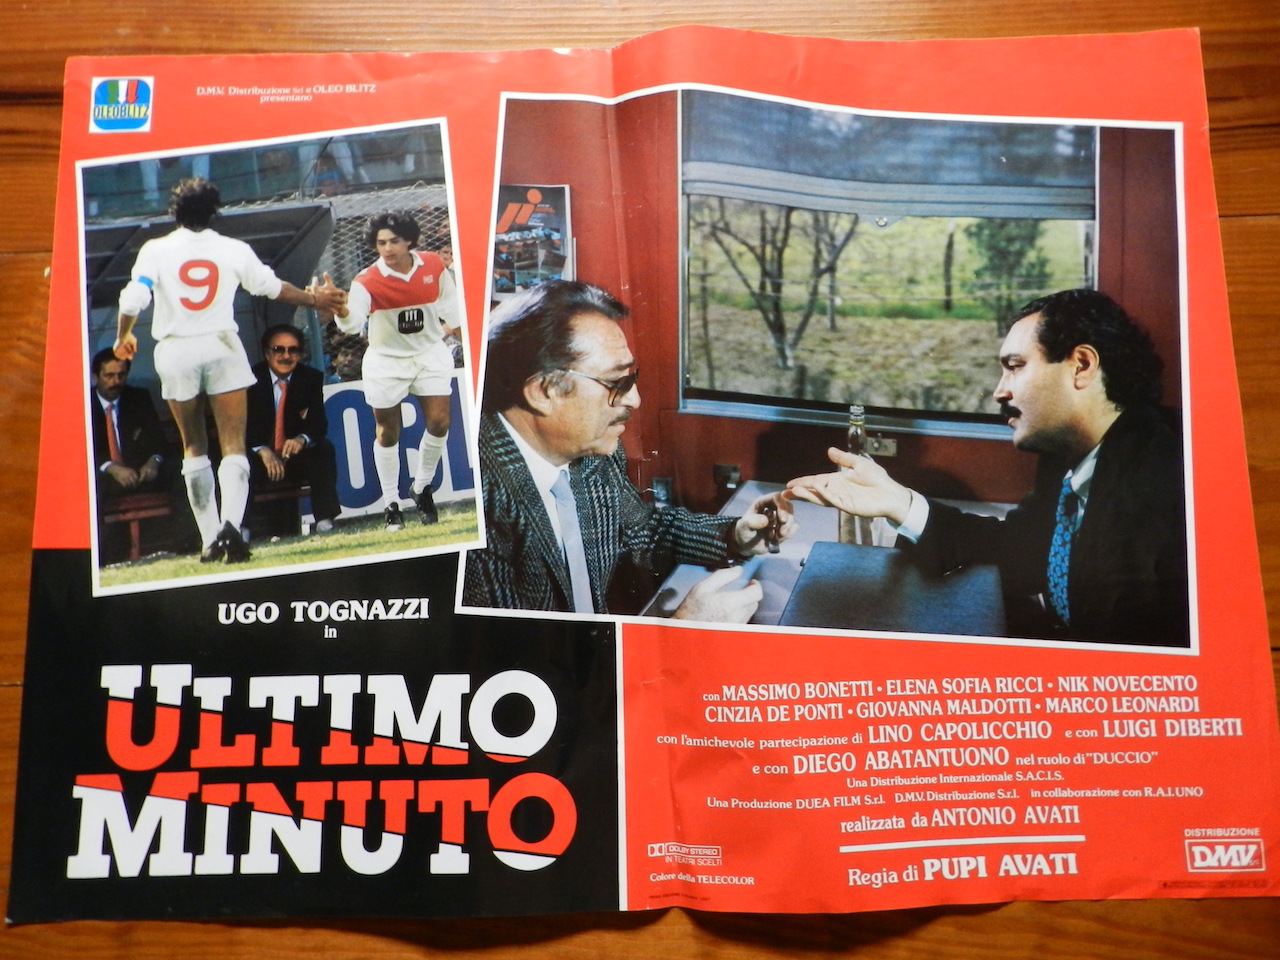 OLEOBLITZ
D.M.V. Distribuzione Srl e OLEO BLITZ
presentano
9
UGO TOGNAZZI
in
ULTIMO
MINUTO
con MASSIMO BONETTI • ELENA SOFIA RICCI • NIK NOVECENTO
CINZIA DE PONTI • GIOVANNA MALDOTTI • MARCO LEONARDI
con l'amichevole partecipazione di LINO CAPOLICCHIO e con LUIGI DIBERTI
e con DIEGO ABATANTUONO nel ruolo di "DUCCIO"
Una Distribuzione Internazionale S.A.C.I.S.
Una Produzione DUEA FILM S.r.l. D.M.V. Distribuzione S.r.l. in collaborazione con R.A.I. UNO
realizzata da ANTONIO AVATI
Regia di PUPI AVATI
DOLBY STEREO
IN TEATRI SCELTI
Colore della TELECOLOR
DISTRIBUZIONE
DMV